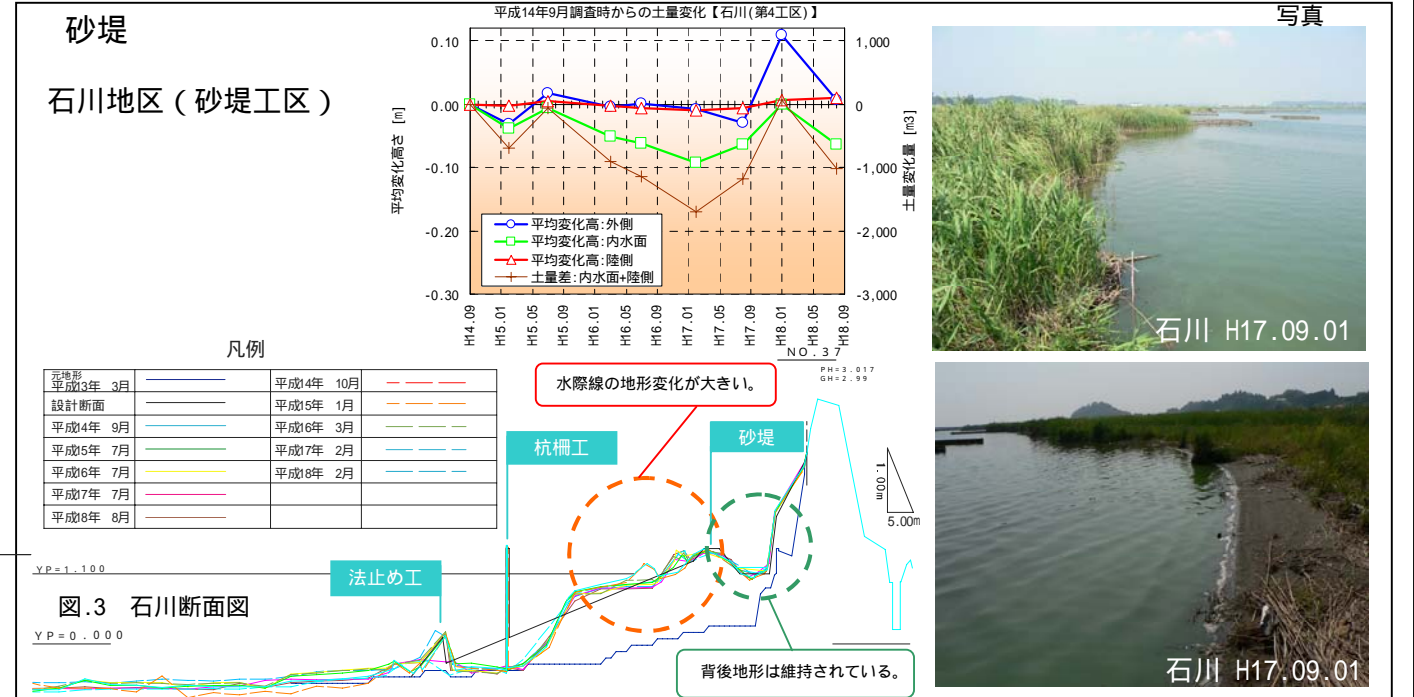 砂堤
石川地区(砂堤工区)
平成14年9月調査時からの土量変化【石川(第4工区)】
写真
平均変化高さ [m]
0.10
0.00
-0.10
-0.20
-0.30
1,000
0
-1,000
-2,000
-3,000
土量変化量 [m3]
平均変化高:外側
平均変化高:内水面
平均変化高:陸側
土量差:内水面+陸側
H14.09
H15.01
H15.05
H15.09
H16.01
H16.05
H16.09
H17.01
H17.05
H17.09
H18.01
H18.05
H18.09
石川 H17.09.01
凡例
元地形
平成13年 3月
平成14年 10月
設計断面
平成15年 1月
平成14年 9月
平成16年 3月
平成15年 7月
平成17年 2月
平成16年 7月
平成18年 2月
平成17年 7月
平成18年 8月
水際線の地形変化が大きい。
NO.37
PH=3.017
GH=2.99
杭柵工
砂堤
1.00m
5.00m
YP=1.100
法止め工
図.3 石川断面図
YP=0.000
背後地形は維持されている。
石川 H17.09.01